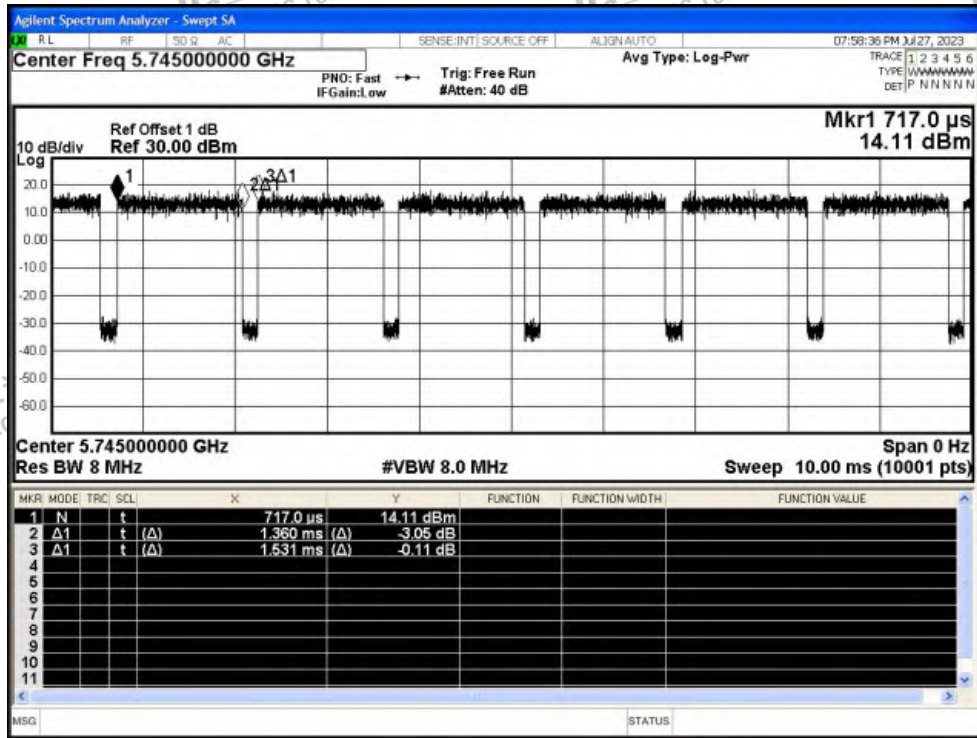 Agilent Spectrum Analyzer - Swept SA
LXI RL RF 50 Ω AC SENSE:INT SOURCE OFF ALIGN AUTO 07:58:36 PM Jul 27, 2023
Center Freq 5.745000000 GHz Avg Type: Log-Pwr TRACE 1 2 3 4 5 6
PNO: Fast Trig: Free Run TYPE WWWWWW
IFGain:Low #Atten: 40 dB DET P N N N N N
Mkr1 717.0 µs
14.11 dBm
Ref Offset 1 dB
10 dB/div Ref 30.00 dBm
Log
1 2Δ1 3Δ1
20.0
10.0
0.00
-10.0
-20.0
-30.0
-40.0
-50.0
-60.0
Center 5.745000000 GHz Span 0 Hz
Res BW 8 MHz #VBW 8.0 MHz Sweep 10.00 ms (10001 pts)
MKR MODE TRC SCL X Y FUNCTION FUNCTION WIDTH FUNCTION VALUE
1 N t 717.0 µs 14.11 dBm
2 Δ1 t (Δ) 1.360 ms (Δ) -3.05 dB
3 Δ1 t (Δ) 1.531 ms (Δ) -0.11 dB
4
5
6
7
8
9
10
11
MSG STATUS